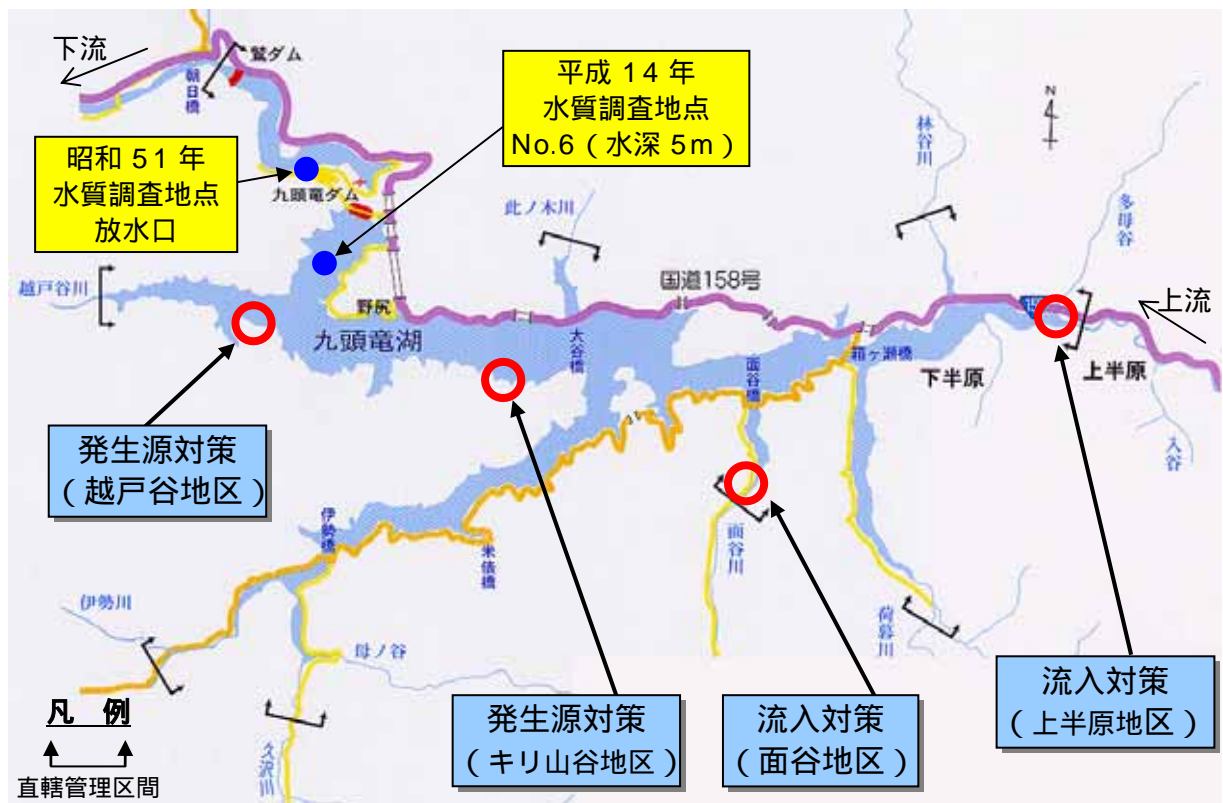 下流
鷲ダム
朝日橋
平成 14 年
水質調査地点
No.6（水深 5m）
N
昭和 51 年
水質調査地点
放水口
九頭竜ダム
此ノ木川
林谷川
多母谷
越戸谷川
野尻
九頭竜湖
国道158号
大谷橋
面谷橋
箱ヶ瀬橋
15
上流
下半原
上半原
入谷
発生源対策
（越戸谷地区）
伊勢橋
米俵橋
面谷川
荷暮川
伊勢川
母ノ谷
久沢川
発生源対策
（キリ山谷地区）
流入対策
（面谷地区）
流入対策
（上半原地区）
凡 例
直轄管理区間